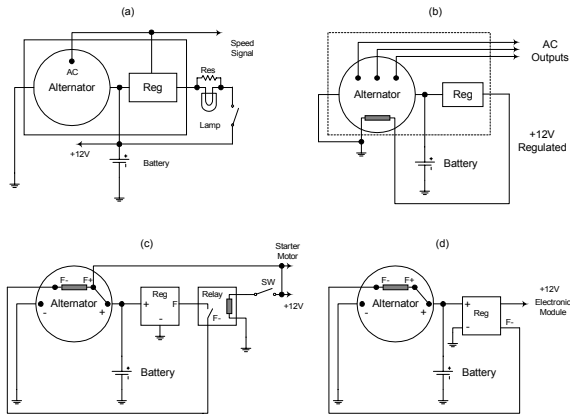 (a)
Speed
Signal
AC
Alternator
Reg
Res
Lamp
+12V
Battery
+
-
(b)
AC
Outputs
Alternator
Reg
+12V
Regulated
Battery
+
-
(c)
Starter
Motor
F- F+
Alternator
- +
Reg
+ F
-
Relay
F-
SW
+12V
Battery
+
-
(d)
F- F+
Alternator
- +
+
-
Reg
F-
+12V
Electronic
Module
Battery
+
-